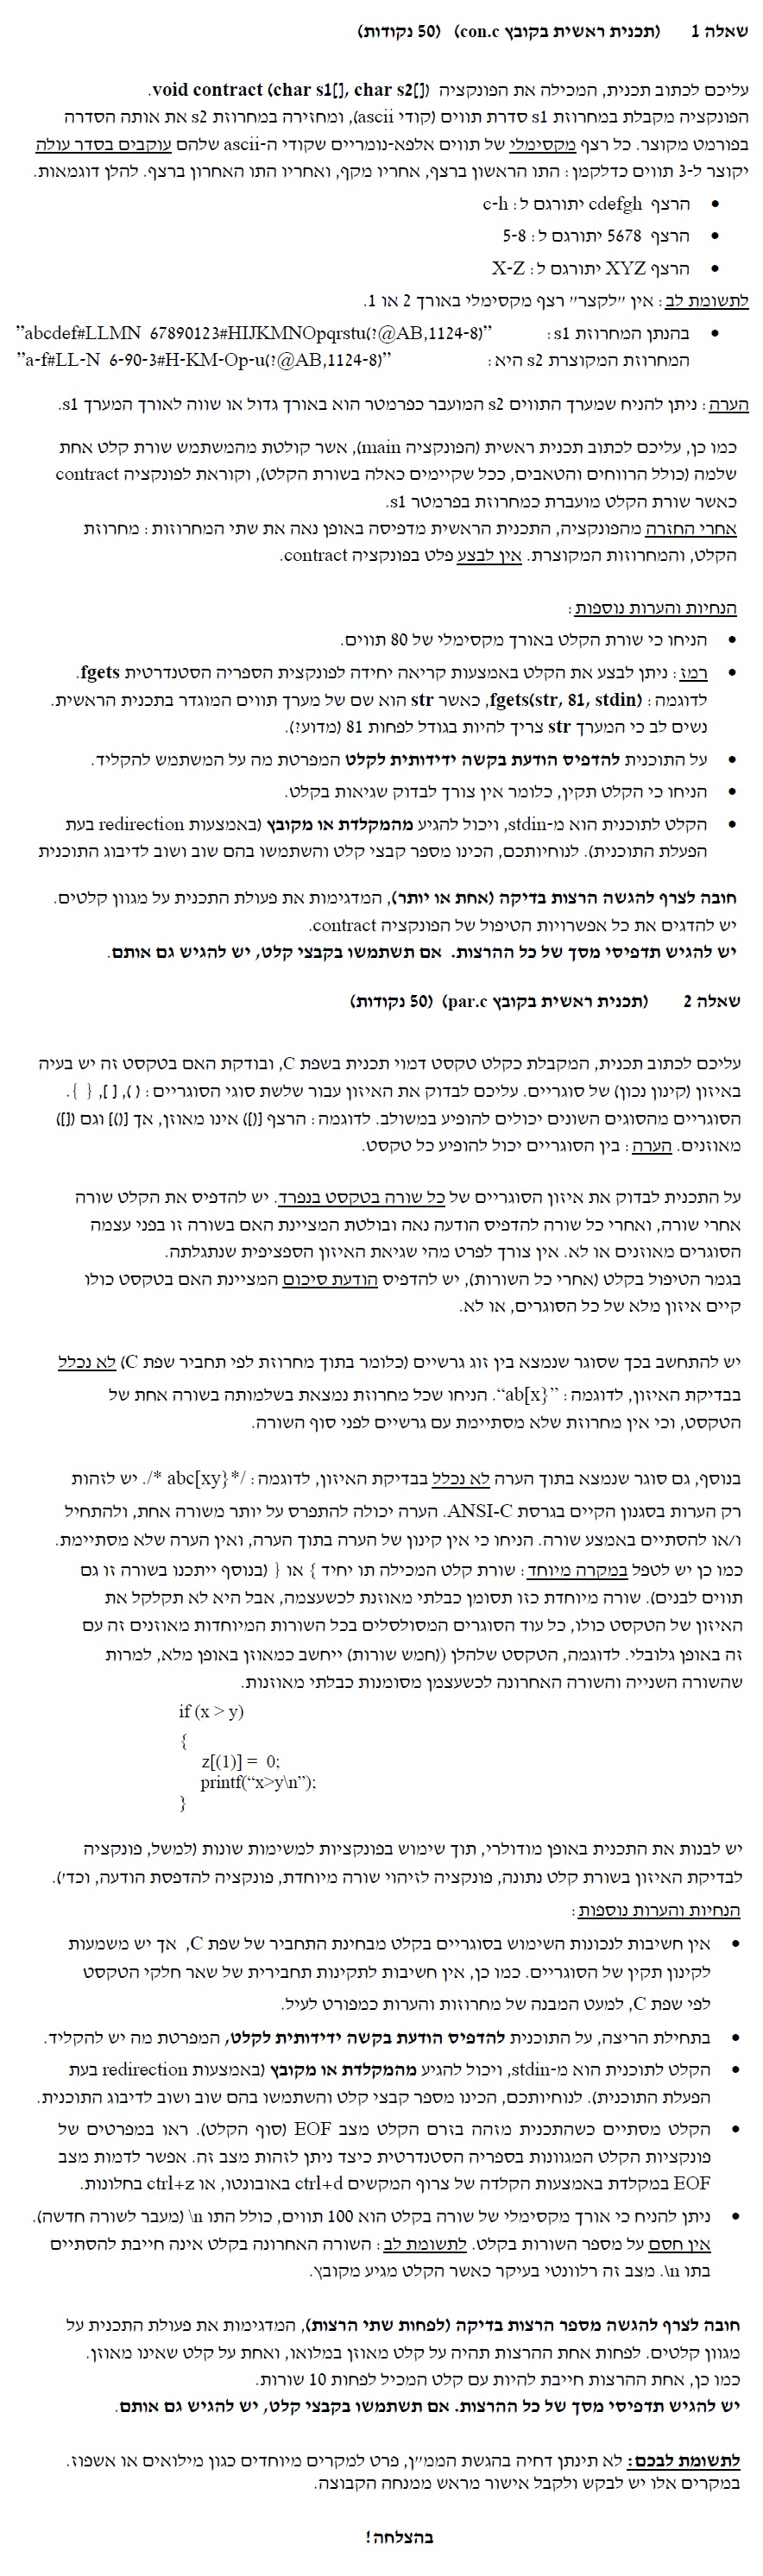 שאלה 1 (תכנית ראשית בקובץ con.c) (50 נקודות)
עליכם לכתוב תכנית, המכילה את הפונקציה void contract (char s1[], char s2[]).
הפונקציה מקבלת במחרוזת s1 סדרת תווים (קודי ascii), ומחזירה במחרוזת s2 את אותה הסדרה
בפורמט מקוצר. כל רצף מקסימלי של תווים אלפא-נומריים שקודי ה-ascii שלהם עוקבים בסדר עולה
יקוצר ל-3 תווים כדלקמן: התו הראשון ברצף, אחריו מקף, ואחריו התו האחרון ברצף. להלן דוגמאות.
• הרצף cdefgh יתורגם ל: c-h
• הרצף 5678 יתורגם ל: 5-8
• הרצף XYZ יתורגם ל: X-Z
לתשומת לב: אין "לקצר" רצף מקסימלי באורך 2 או 1.
• בהנתן המחרוזת s1: "abcdef#LLMN 67890123#HIJKMNOpqrstu(?@AB,1124-8)"
המחרוזת המקוצרת s2 היא: "a-f#LL-N 6-90-3#H-KM-Op-u(?@AB,1124-8)"
הערה: ניתן להניח שמערך התווים s2 המועבר כפרמטר הוא באורך גדול או שווה לאורך המערך s1.
כמו כן, עליכם לכתוב תכנית ראשית (הפונקציה main), אשר קולטת מהמשתמש שורת קלט אחת
שלמה (כולל הרווחים והטאבים, ככל שקיימים כאלה בשורת הקלט), וקוראת לפונקציה contract
כאשר שורת הקלט מועברת כמחרוזת בפרמטר s1.
אחרי החזרה מהפונקציה, התכנית הראשית מדפיסה באופן נאה את שתי המחרוזות: מחרוזת
הקלט, והמחרוזות המקוצרת. אין לבצע פלט בפונקציה contract.
הנחיות והערות נוספות:
• הניחו כי שורת הקלט באורך מקסימלי של 80 תווים.
• רמז: ניתן לבצע את הקלט באמצעות קריאה יחידה לפונקצית הספריה הסטנדרטית fgets.
לדוגמה: fgets(str, 81, stdin), כאשר str הוא שם של מערך תווים המוגדר בתכנית הראשית.
נשים לב כי המערך str צריך להיות בגודל לפחות 81 (מדוע?).
• על התוכנית להדפיס הודעת בקשה ידידותית לקלט המפרטת מה על המשתמש להקליד.
• הניחו כי הקלט תקין, כלומר אין צורך לבדוק שגיאות בקלט.
• הקלט לתוכנית הוא מ-stdin, ויכול להגיע מהמקלדת או מקובץ (באמצעות redirection בעת
הפעלת התוכנית). לנוחיותכם, הכינו מספר קבצי קלט והשתמשו בהם שוב ושוב לדיבוג התוכנית
חובה לצרף להגשה הרצות בדיקה (אחת או יותר), המדגימות את פעולת התכנית על מגוון קלטים.
יש להדגים את כל אפשרויות הטיפול של הפונקציה contract.
יש להגיש תדפיסי מסך של כל ההרצות. אם תשתמשו בקבצי קלט, יש להגיש גם אותם.
שאלה 2 (תכנית ראשית בקובץ par.c) (50 נקודות)
עליכם לכתוב תכנית, המקבלת כקלט טקסט דמוי תכנית בשפת C, ובודקת האם בטקסט זה יש בעיה
באיזון (קינון נכון) של סוגריים. עליכם לבדוק את האיזון עבור שלשת סוגי הסוגריים: ( ), [ ], { }.
הסוגריים מהסוגים השונים יכולים להופיע במשולב. לדוגמה: הרצף [(]) אינו מאוזן, אך [()] וגם ([])
מאוזנים. הערה: בין הסוגריים יכול להופיע כל טקסט.
על התכנית לבדוק את איזון הסוגריים של כל שורה בטקסט בנפרד. יש להדפיס את הקלט שורה
אחרי שורה, ואחרי כל שורה להדפיס הודעה נאה ובולטת המציינת האם בשורה זו בפני עצמה
הסוגרים מאוזנים או לא. אין צורך לפרט מהי שגיאת האיזון הספציפית שנתגלתה.
בגמר הטיפול בקלט (אחרי כל השורות), יש להדפיס הודעת סיכום המציינת האם בטקסט כולו
קיים איזון מלא של כל הסוגרים, או לא.
יש להתחשב בכך שסוגר שנמצא בין זוג גרשיים (כלומר בתוך מחרוזת לפי תחביר שפת C) לא נכלל
בבדיקת האיזון, לדוגמה: "ab[x}". הניחו שכל מחרוזת נמצאת בשלמותה בשורה אחת של
הטקסט, וכי אין מחרוזת שלא מסתיימת עם גרשיים לפני סוף השורה.
בנוסף, גם סוגר שנמצא בתוך הערה לא נכלל בבדיקת האיזון, לדוגמה: /* abc[xy}*/. יש לזהות
רק הערות בסגנון הקיים בגרסת ANSI-C. הערה יכולה להתפרס על יותר משורה אחת, ולהתחיל
ו/או להסתיים באמצע שורה. הניחו כי אין קינון של הערה בתוך הערה, ואין הערה שלא מסתיימת.
כמו כן יש לטפל במקרה מיוחד: שורת קלט המכילה תו יחיד } או { (בנוסף ייתכנו בשורה זו גם
תווים לבנים). שורה מיוחדת כזו תסומן כבלתי מאוזנת לכשעצמה, אבל היא לא תקלקל את
האיזון של הטקסט כולו, כל עוד הסוגרים המסולסלים בכל השורות המיוחדות מאוזנים זה עם
זה באופן גלובלי. לדוגמה, הטקסט שלהלן ((חמש שורות) ייחשב כמאוזן באופן מלא, למרות
שהשורה השנייה והשורה האחרונה לכשעצמן מסומנות כבלתי מאוזנות.
if (x > y)
{
z[(1)] = 0;
printf("x>y\n");
}
יש לבנות את התכנית באופן מודולרי, תוך שימוש בפונקציות למשימות שונות (למשל, פונקציה
לבדיקת האיזון בשורת קלט נתונה, פונקציה לזיהוי שורה מיוחדת, פונקציה להדפסת הודעה, וכד').
הנחיות והערות נוספות:
• אין חשיבות לנכונות השימוש בסוגריים בקלט מבחינת התחביר של שפת C, אך יש משמעות
לקינון תקין של הסוגריים. כמו כן, אין חשיבות לתקינות תחבירית של שאר חלקי הטקסט
לפי שפת C, למעט המבנה של מחרוזות והערות כמפורט לעיל.
• בתחילת הריצה, על התוכנית להדפיס הודעת בקשה ידידותית לקלט, המפרטת מה יש להקליד.
• הקלט לתוכנית הוא מ-stdin, ויכול להגיע מהמקלדת או מקובץ (באמצעות redirection בעת
הפעלת התוכנית). לנוחיותכם, הכינו מספר קבצי קלט והשתמשו בהם שוב ושוב לדיבוג התוכנית.
• הקלט מסתיים כשהתכנית מזהה בזרם הקלט מצב EOF (סוף הקלט). ראו במפרטים של
פונקציות הקלט המגוונות בספריה הסטנדרטית כיצד ניתן לזהות מצב זה. אפשר לדמות מצב
EOF במקלדת באמצעות הקלדה של צרוף המקשים ctrl+d באובונטו, או ctrl+z בחלונות.
• ניתן להניח כי אורך מקסימלי של שורה בקלט הוא 100 תווים, כולל התו \n (מעבר לשורה חדשה).
אין חסם על מספר השורות בקלט. לתשומת לב: השורה האחרונה בקלט אינה חייבת להסתיים
בתו \n. מצב זה רלוונטי בעיקר כאשר הקלט מגיע מקובץ.
חובה לצרף להגשה מספר הרצות בדיקה (לפחות שתי הרצות), המדגימות את פעולת התכנית על
מגוון קלטים. לפחות אחת ההרצות תהיה על קלט מאוזן במלואו, ואחת על קלט שאינו מאוזן.
כמו כן, אחת ההרצות חייבת להיות עם קלט המכיל לפחות 10 שורות.
יש להגיש תדפיסי מסך של כל ההרצות. אם תשתמשו בקבצי קלט, יש להגיש גם אותם.
לתשומת לבכם: לא תינתן דחיה בהגשת הממ"ן, פרט למקרים מיוחדים כגון מילואים או אשפוז.
במקרים אלו יש לבקש ולקבל אישור מראש ממנחה הקבוצה.
בהצלחה!